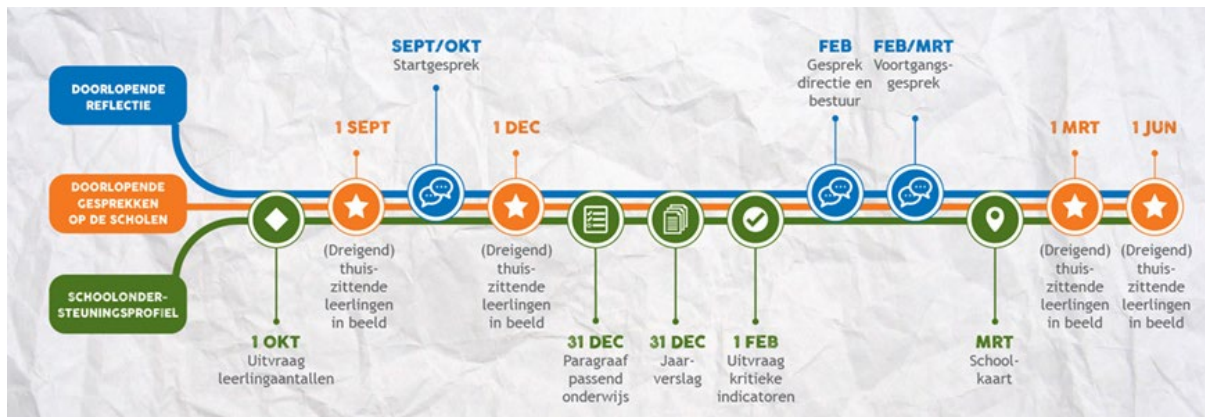 DOORLOPENDE
REFLECTIE
DOORLOPENDE
GESPREKKEN
OP DE SCHOLEN
SCHOOLONDER-
STEUNINGSPROFIEL
1 OKT
Uitvraag
leerlingaantallen
1 SEPT
(Dreigend)
thuis-
zittende
leerlingen
in beeld
SEPT/OKT
Startgesprek
1 DEC
(Dreigend)
thuis-
zittende
leerlingen
in beeld
31 DEC
Paragraaf
passend
onderwijs
31 DEC
Jaar-
verslag
1 FEB
Uitvraag
kritieke
indicatoren
FEB
Gesprek
directie en
bestuur
FEB/MRT
Voortgangs-
gesprek
MRT
School-
kaart
1 MRT
(Dreigend)
thuis-
zittende
leerlingen
in beeld
1 JUN
(Dreigend)
thuis-
zittende
leerlingen
in beeld